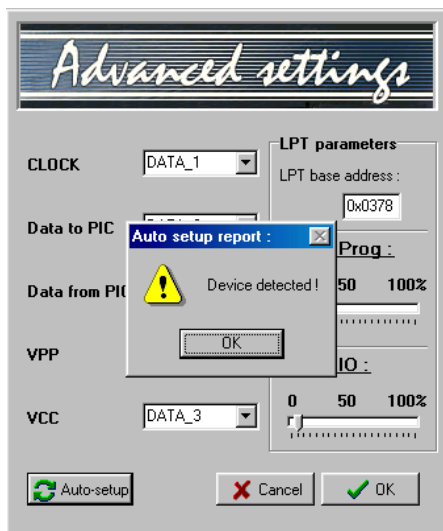 Advanced settings
CLOCK
DATA_1
LPT parameters
LPT base address :
0x0378
Data to PIC
Auto setup report :
Device detected !
OK
Prog :
50 100%
Data from
VPP
IO :
0 50 100%
VCC
DATA_3
Auto-setup
Cancel
OK